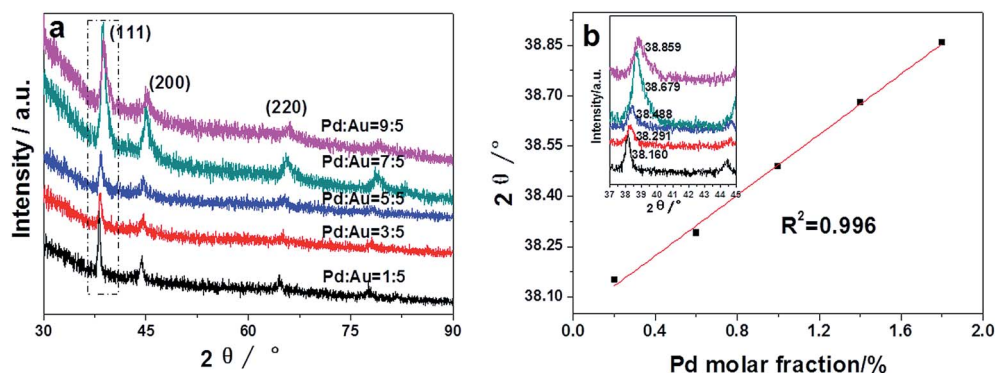 a
(111)
(200)
(220)
Pd:Au=9:5
Pd:Au=7:5
Pd:Au=5:5
Pd:Au=3:5
Pd:Au=1:5
Intensity / a.u.
30 45 60 75 90
2 θ / °
b
38.85
38.70
38.55
38.40
38.25
38.10
2 θ / °
38.859
38.679
38.488
38.291
38.160
Intensity/a.u.
37 38 39 40 41 42 43 44 45
2 θ / °
R²=0.996
0.0 0.4 0.8 1.2 1.6 2.0
Pd molar fraction/%